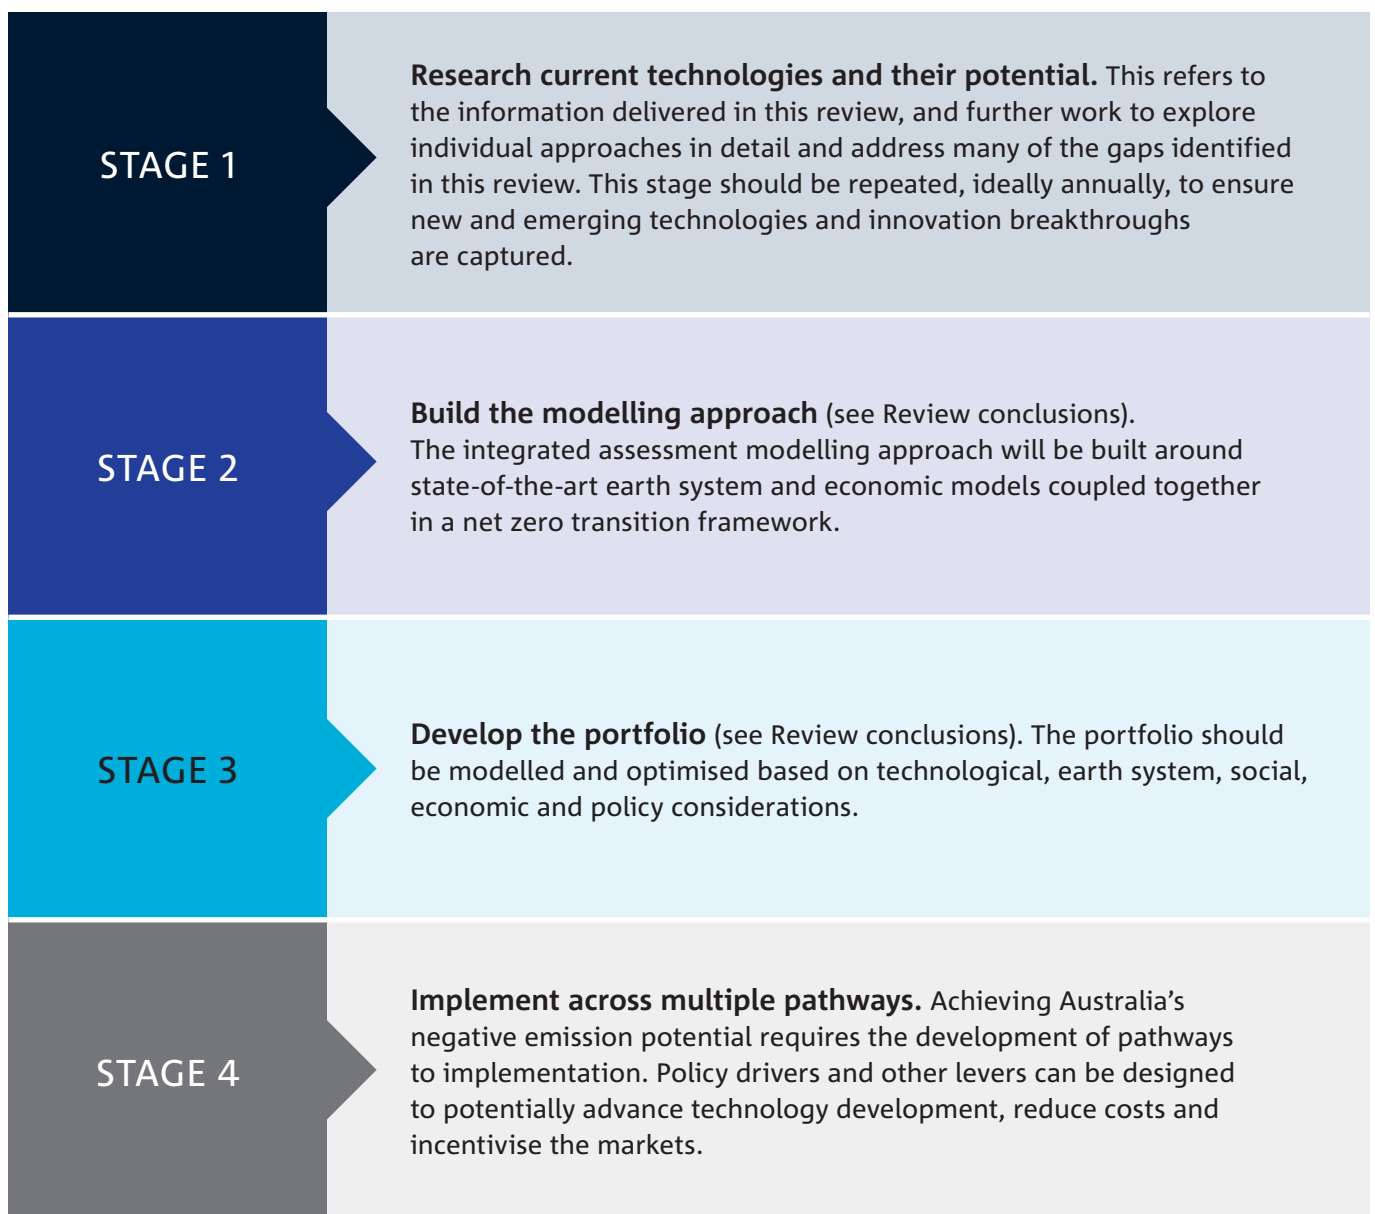 STAGE 1
Research current technologies and their potential. This refers to
the information delivered in this review, and further work to explore
individual approaches in detail and address many of the gaps identified
in this review. This stage should be repeated, ideally annually, to ensure
new and emerging technologies and innovation breakthroughs
are captured.
STAGE 2
Build the modelling approach (see Review conclusions).
The integrated assessment modelling approach will be built around
state-of-the-art earth system and economic models coupled together
in a net zero transition framework.
STAGE 3
Develop the portfolio (see Review conclusions). The portfolio should
be modelled and optimised based on technological, earth system, social,
economic and policy considerations.
STAGE 4
Implement across multiple pathways. Achieving Australia’s
negative emission potential requires the development of pathways
to implementation. Policy drivers and other levers can be designed
to potentially advance technology development, reduce costs and
incentivise the markets.